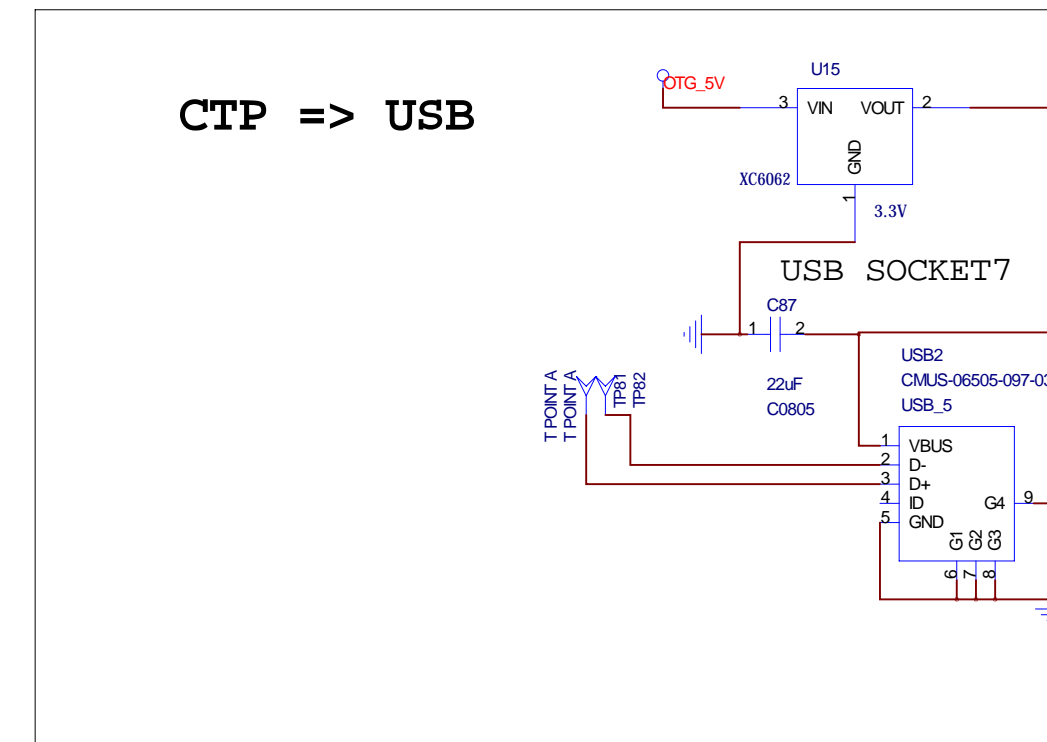 CTP => USB
OTG_5V
U15
3 VIN VOUT 2
GND
XC6062
1
3.3V
USB SOCKET7
C87
1 2
22uF
C0805
T POINT A
T POINT A
TP81
TP82
USB2
CMUS-06505-097-03
USB_5
1 VBUS
2 D-
3 D+
4 ID
5 GND
G4 9
G1 G2 G3
6 7 8